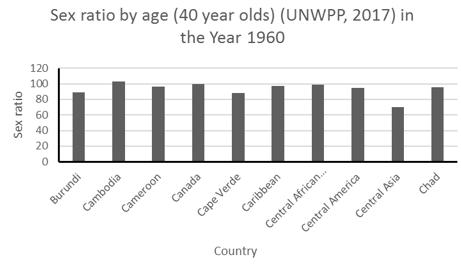 Sex ratio by age (40 year olds) (UNWPP, 2017) in
the Year 1960
120
100
80
60
40
20
0
Sex ratio
Burundi
Cambodia
Cameroon
Canada
Cape Verde
Caribbean
Central African...
Central America
Central Asia
Chad
Country